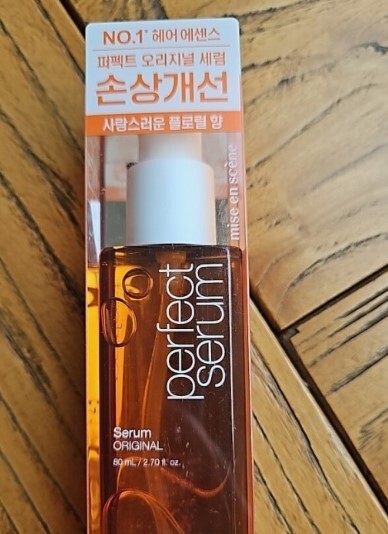 NO.1* 헤어 에센스
퍼펙트 오리지널 세럼
손상개선
사랑스러운 플로럴 향
mise en scène
perfect
serum
Serum
ORIGINAL
80 mL / 2.70 fl. oz.